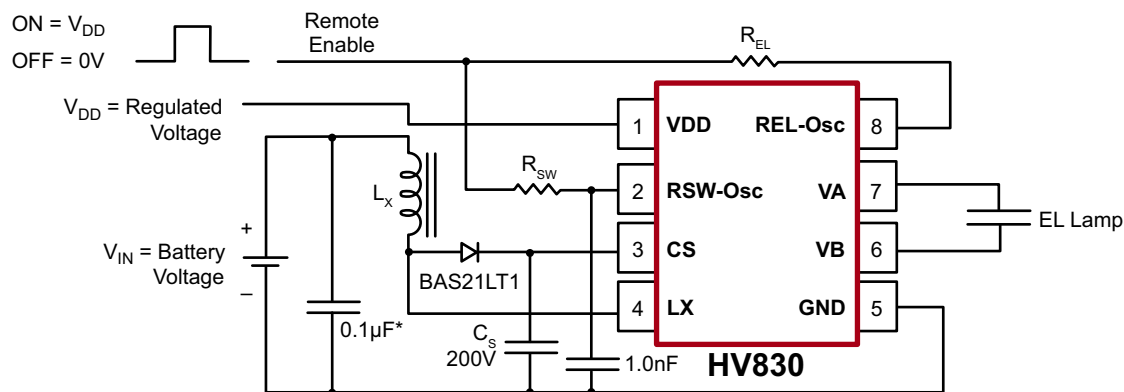 ON = VDD
OFF = 0V
Remote
Enable
REL
VDD = Regulated
Voltage
1 VDD REL-Osc 8
RSW
2 RSW-Osc VA 7
LX
EL Lamp
3 CS VB 6
+
VIN = Battery
Voltage
–
BAS21LT1
4 LX GND 5
0.1µF*
CS
200V
1.0nF
HV830